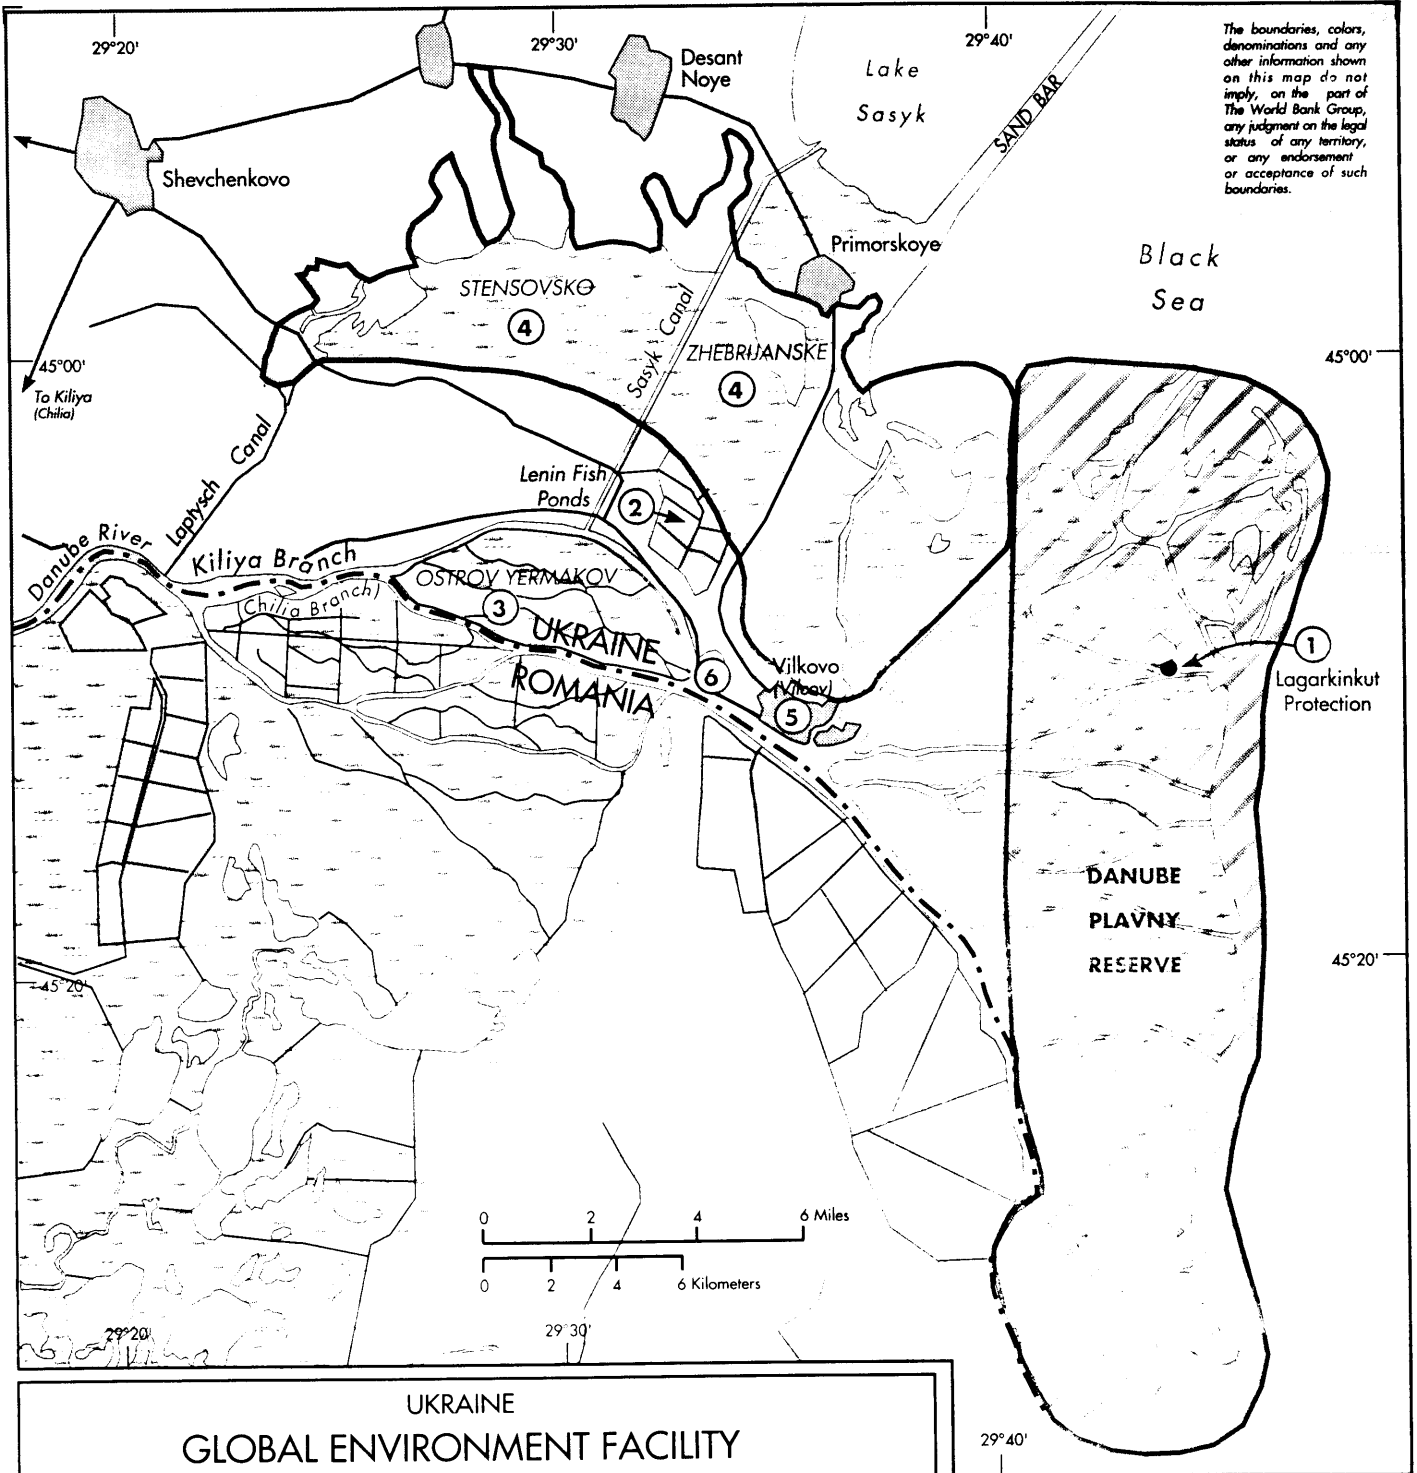 29°20'
29°30'
29°40'
The boundaries, colors,
denominations and any
other information shown
on this map do not
imply, on the part of
The World Bank Group,
any judgment on the legal
status of any territory,
or any endorsement
or acceptance of such
boundaries.
Desant
Noye
Lake
Sasyk
SAND BAR
Shevchenkovo
Primorskoye
Black
Sea
STENSOVSKO
4
Sasyk Canal
ZHEBRIJANSKE
4
45°00'
45°00'
To Kiliya
(Chilia)
Laptysch Canal
Lenin Fish
Ponds
2
Danube River
Kiliya Branch
(Chilia Branch)
OSTROV YERMAKOV
3
UKRAINE
ROMANIA
6
Vilkovo
(Vilcov)
5
1
Lagarkinkut
Protection
DANUBE
PLAVNY
RESERVE
45°20'
45°20'
0 2 4 6 Miles
0 2 4 6 Kilometers
29°20'
29°30'
29°40'
UKRAINE
GLOBAL ENVIRONMENT FACILITY